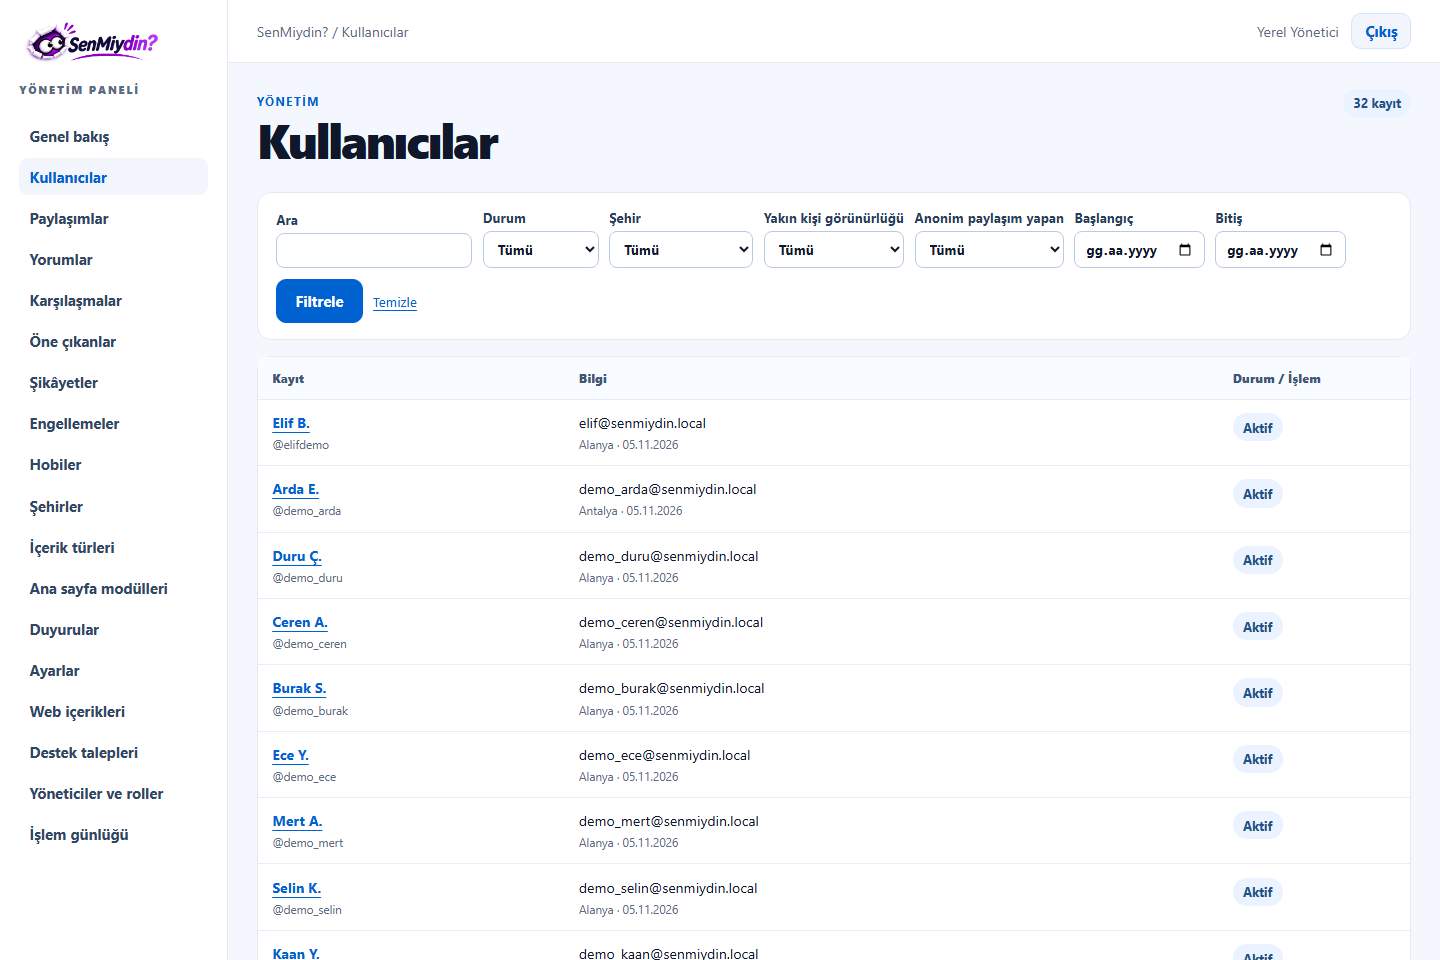 SenMiydin?
YÖNETİM PANELİ
Genel bakış
Kullanıcılar
Paylaşımlar
Yorumlar
Karşılaşmalar
Öne çıkanlar
Şikâyetler
Engellemeler
Hobiler
Şehirler
İçerik türleri
Ana sayfa modülleri
Duyurular
Ayarlar
Web içerikleri
Destek talepleri
Yöneticiler ve roller
İşlem günlüğü
SenMiydin? / Kullanıcılar
Yerel Yönetici
Çıkış
YÖNETİM
Kullanıcılar
32 kayıt
Ara
Durum
Tümü
Şehir
Tümü
Yakın kişi görünürlüğü
Tümü
Anonim paylaşım yapan
Tümü
Başlangıç
gg.aa.yyyy
Bitiş
gg.aa.yyyy
Filtrele
Temizle
Kayıt Bilgi Durum / İşlem
Elif B. elif@senmiydin.local Aktif
@elifdemo Alanya · 05.11.2026
Arda E. demo_arda@senmiydin.local Aktif
@demo_arda Antalya · 05.11.2026
Duru Ç. demo_duru@senmiydin.local Aktif
@demo_duru Alanya · 05.11.2026
Ceren A. demo_ceren@senmiydin.local Aktif
@demo_ceren Alanya · 05.11.2026
Burak S. demo_burak@senmiydin.local Aktif
@demo_burak Alanya · 05.11.2026
Ece Y. demo_ece@senmiydin.local Aktif
@demo_ece Alanya · 05.11.2026
Mert A. demo_mert@senmiydin.local Aktif
@demo_mert Alanya · 05.11.2026
Selin K. demo_selin@senmiydin.local Aktif
@demo_selin Alanya · 05.11.2026
Kaan Y. demo_kaan@senmiydin.local Aktif